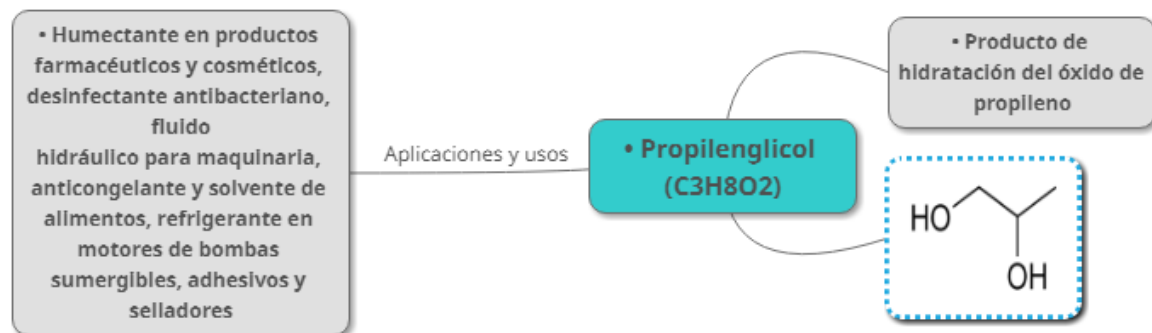 • Humectante en productos
farmacéuticos y cosméticos,
desinfectante antibacteriano,
fluido
hidráulico para maquinaria,
anticongelante y solvente de
alimentos, refrigerante en
motores de bombas
sumergibles, adhesivos y
selladores
Aplicaciones y usos
• Propilenglicol
(C3H8O2)
• Producto de
hidratación del óxido de
propileno
HO
OH